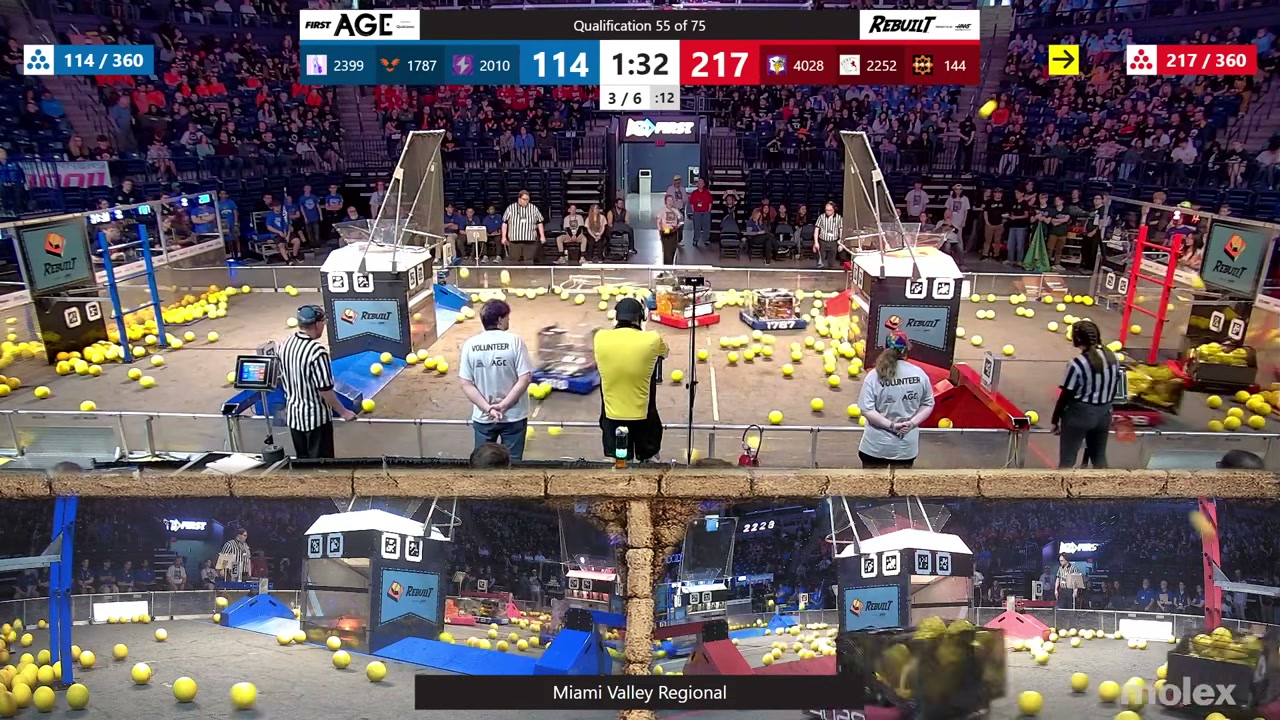 FIRST AGE
Qualification 55 of 75
REBUILT
114 / 360
2399 1787 2010 114 1:32 217 4028 2252 144
217 / 360
3 / 6 :12
FIRST
REBUILT
REBUILT
REBUILT
REBUILT
VOLUNTEER
AGE
VOLUNTEER
AGE
1787
FIRST
2228
FIRST
REBUILT
REBUILT
Miami Valley Regional
molex